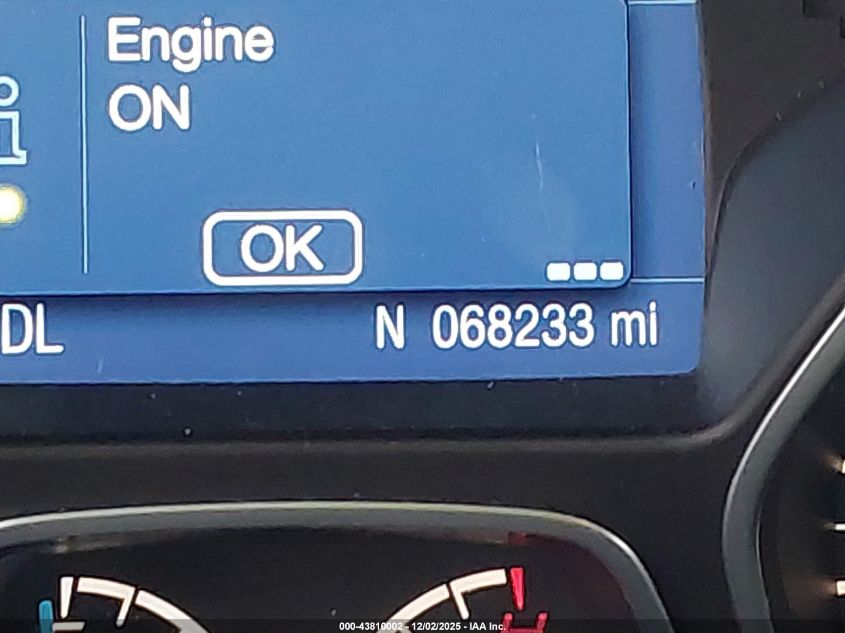 Engine
ON
OK
DL N 068233 mi
000-43810002 - 12/02/2025 - IAA Inc.